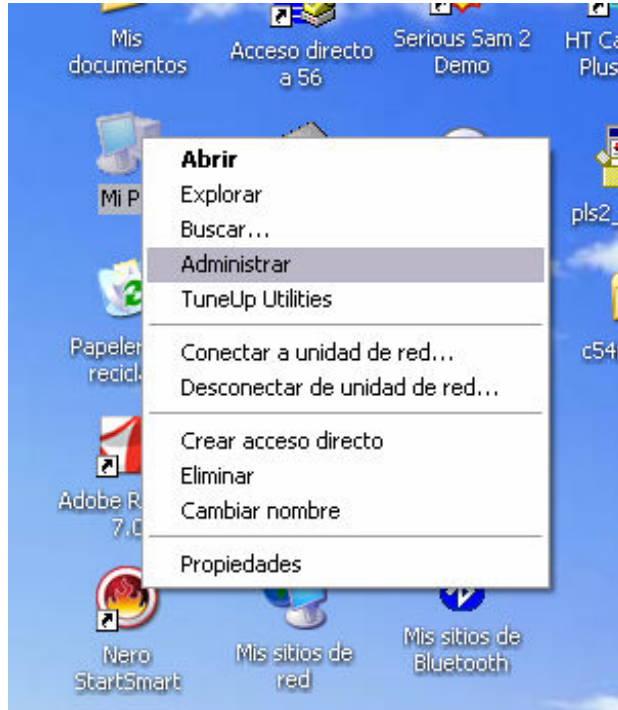 Mis
documentos
Acceso directo
a 56
Serious Sam 2
Demo
HT Ca
Plus
Mi P
Abrir
Explorar
Buscar...
Administrar
TuneUp Utilities
Conectar a unidad de red...
Desconectar de unidad de red...
Crear acceso directo
Eliminar
Cambiar nombre
Propiedades
pls2_
Papeler
recicl
c54
Adobe R
7.0
Nero
StartSmart
Mis sitios de
red
Mis sitios de
Bluetooth